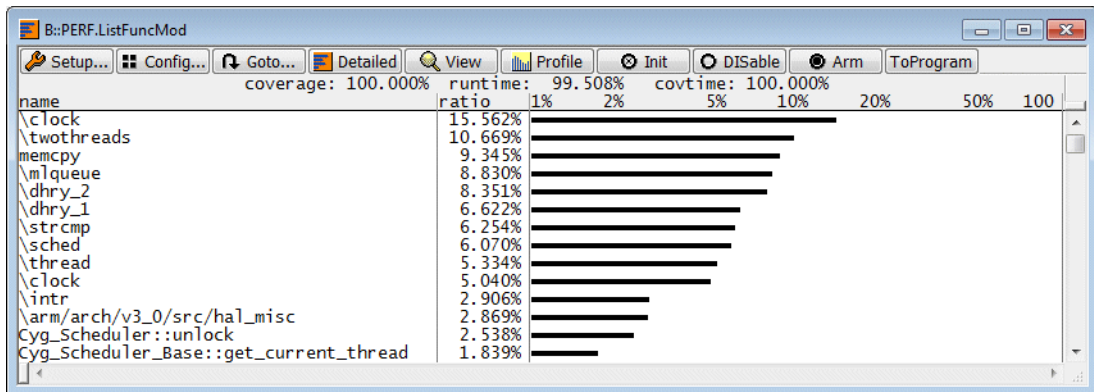 B::PERF.ListFuncMod
Setup... Config... Goto... Detailed View Profile Init DISable Arm ToProgram
coverage: 100.000% runtime: 99.508% covtime: 100.000%
name ratio 1% 2% 5% 10% 20% 50% 100
\clock 15.562%
\twothreads 10.669%
memcpy 9.345%
\mlqueue 8.830%
\dhry_2 8.351%
\dhry_1 6.622%
\strcmp 6.254%
\sched 6.070%
\thread 5.334%
\clock 5.040%
\intr 2.906%
\arm/arch/v3_0/src/hal_misc 2.869%
Cyg_Scheduler::unlock 2.538%
Cyg_Scheduler_Base::get_current_thread 1.839%